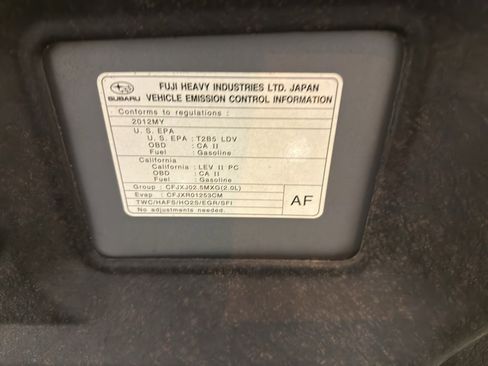 FUJI HEAVY INDUSTRIES LTD. JAPAN
SUBARU VEHICLE EMISSION CONTROL INFORMATION
Conforms to regulations :
2012MY
U. S. EPA
U. S. EPA : T2B5 LDV
OBD : CA II
Fuel : Gasoline
California
California : LEV II PC
OBD : CA II
Fuel : Gasoline
Group : CFJXJ02.5MXG(2.0L)
Evap : CFJXR01253CM
TWC/HAFS/HO2S/EGR/SFI
No adjustments needed.
AF